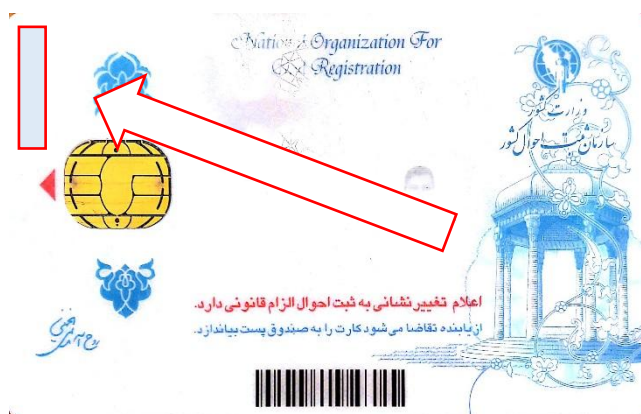 National Organization For
Civil Registration
وزارت کشور
سازمان ثبت احوال کشور
اعلام تغییر نشانی به ثبت احوال الزام قانونی دارد.
از یابنده تقاضا می شود کارت را به صندوق پست بیاندازد.